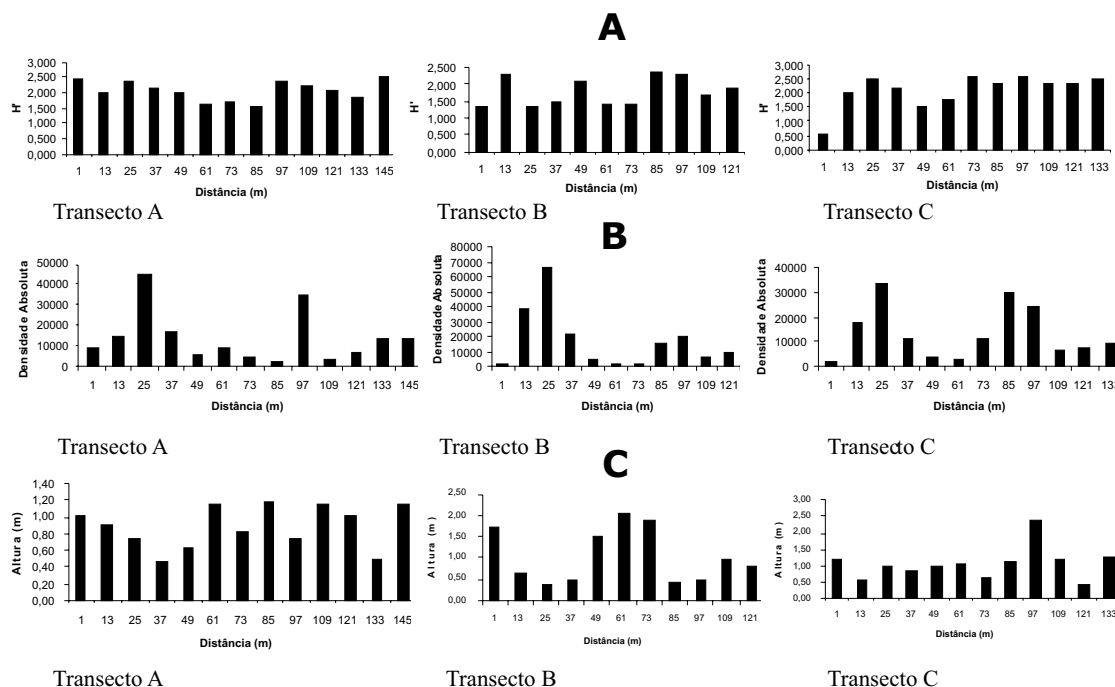 A
H'
3,000
2,500
2,000
1,500
1,000
0,500
0,000
1 13 25 37 49 61 73 85 97 109 121 133 145
Distância (m)
Transecto A
H'
2,500
2,000
1,500
1,000
0,500
0,000
1 13 25 37 49 61 73 85 97 109 121
Distância (m)
Transecto B
H'
3,000
2,500
2,000
1,500
1,000
0,500
0,000
1 13 25 37 49 61 73 85 97 109 121 133
Distância (m)
Transecto C
B
Densidade Absoluta
50000
40000
30000
20000
10000
0
1 13 25 37 49 61 73 85 97 109 121 133 145
Distância (m)
Transecto A
Densidade Absoluta
80000
70000
60000
50000
40000
30000
20000
10000
0
1 13 25 37 49 61 73 85 97 109 121
Distância (m)
Transecto B
Densidade Absoluta
40000
30000
20000
10000
0
1 13 25 37 49 61 73 85 97 109 121 133
Distância (m)
Transecto C
C
Altura (m)
1,40
1,20
1,00
0,80
0,60
0,40
0,20
0,00
1 13 25 37 49 61 73 85 97 109 121 133 145
Distância (m)
Transecto A
Altura (m)
2,50
2,00
1,50
1,00
0,50
0,00
1 13 25 37 49 61 73 85 97 109 121
Distância (m)
Transecto B
Altura (m)
3,00
2,50
2,00
1,50
1,00
0,50
0,00
1 13 25 37 49 61 73 85 97 109 121 133
Distância (m)
Transecto C